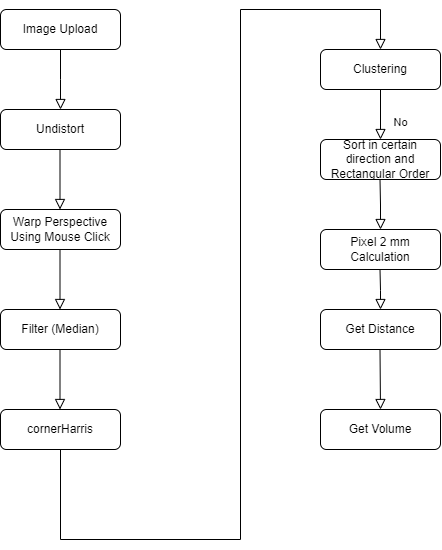 Image Upload
Undistort
Warp Perspective
Using Mouse Click
Filter (Median)
cornerHarris
Clustering
No
Sort in certain
direction and
Rectangular Order
Pixel 2 mm
Calculation
Get Distance
Get Volume